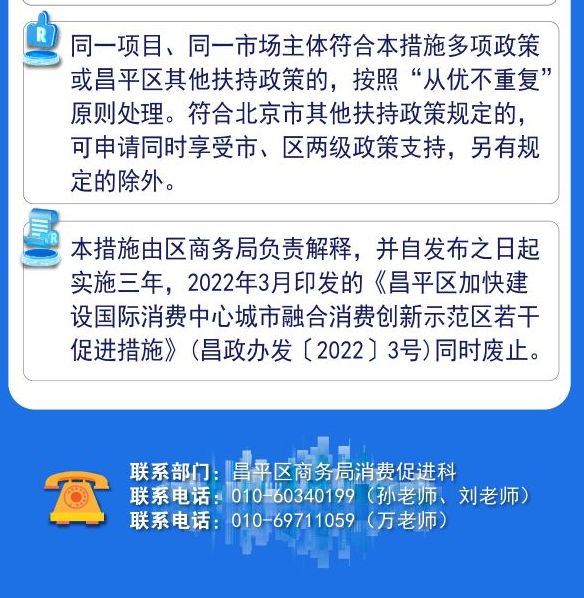 同一项目、同一市场主体符合本措施多项政策
或昌平区其他扶持政策的，按照“从优不重复”
原则处理。符合北京市其他扶持政策规定的，
可申请同时享受市、区两级政策支持，另有规
定的除外。
本措施由区商务局负责解释，并自发布之日起
实施三年，2022年3月印发的《昌平区加快建
设国际消费中心城市融合消费创新示范区若干
促进措施》(昌政办发〔2022〕3号)同时废止。
联系部门：昌平区商务局消费促进科
联系电话：010-60340199（孙老师、刘老师）
联系电话：010-69711059（万老师）